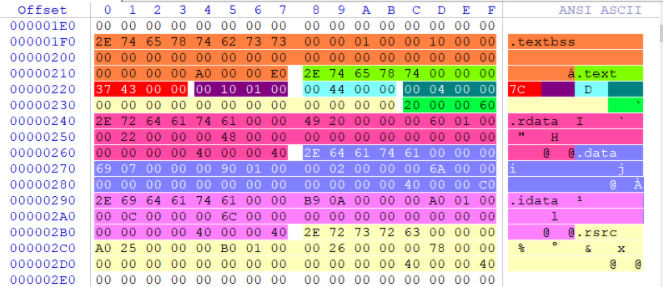 Offset 0 1 2 3 4 5 6 7 8 9 A B C D E F ANSI ASCII
000001E0 00 00 00 00 00 00 00 00 00 00 00 00 00 00 00 00
000001F0 2E 74 65 78 74 62 73 73 00 00 01 00 00 10 00 00 .textbss
00000200 00 00 00 00 00 00 00 00 00 00 00 00 00 00 00 00
00000210 00 00 00 00 A0 00 00 E0 2E 74 65 78 74 00 00 00 à.text
00000220 37 43 00 00 00 10 01 00 00 44 00 00 00 04 00 00 7C D
00000230 00 00 00 00 00 00 00 00 00 00 00 00 20 00 00 60 `
00000240 2E 72 64 61 74 61 00 00 49 20 00 00 00 60 01 00 .rdata I `
00000250 00 22 00 00 00 48 00 00 00 00 00 00 00 00 00 00 " H
00000260 00 00 00 00 40 00 00 40 2E 64 61 74 61 00 00 00 @ @.data
00000270 69 07 00 00 00 90 01 00 00 02 00 00 00 6A 00 00 i j
00000280 00 00 00 00 00 00 00 00 00 00 00 00 40 00 00 C0 @ À
00000290 2E 69 64 61 74 61 00 00 B9 0A 00 00 00 A0 01 00 .idata ¹
000002A0 00 0C 00 00 00 6C 00 00 00 00 00 00 00 00 00 00 l
000002B0 00 00 00 00 40 00 00 40 2E 72 73 72 63 00 00 00 @ @.rsrc
000002C0 A0 25 00 00 00 B0 01 00 00 26 00 00 00 78 00 00 % ° & x
000002D0 00 00 00 00 00 00 00 00 00 00 00 00 40 00 00 40 @ @
000002E0 00 00 00 00 00 00 00 00 00 00 00 00 00 00 00 00